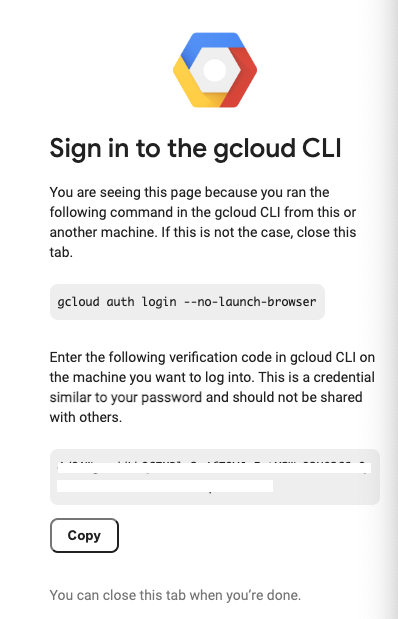 Sign in to the gcloud CLI
You are seeing this page because you ran the
following command in the gcloud CLI from this or
another machine. If this is not the case, close this
tab.
gcloud auth login --no-launch-browser
Enter the following verification code in gcloud CLI on
the machine you want to log into. This is a credential
similar to your password and should not be shared
with others.
Copy
You can close this tab when you're done.